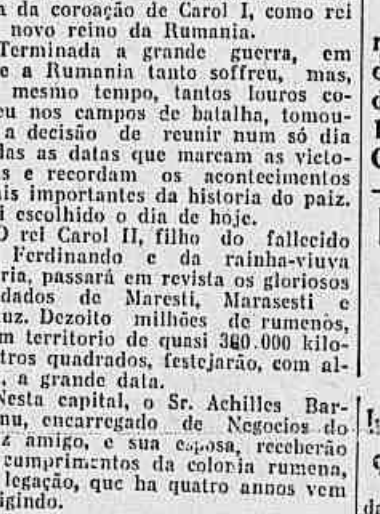 a da coroação de Carol I, como rei
novo reino da Rumania.
Terminada a grande guerra, em
e a Rumania tanto soffreu, mas,
mesmo tempo, tantos louros co-
eu nos campos de batalha, tomou-
a decisão de reunir num só dia
das as datas que marcam as victo-
s e recordam os acontecimentos
is importantes da historia do paiz.
i escolhido o dia de hoje.
O rei Carol II, filho do fallecido
Ferdinando e da rainha-viuva
ria, passará em revista os gloriosos
dados de Maresti, Marasesti e
uz. Dezoito milhões de rumenos,
m territorio de quasi 380.000 kilo-
tros quadrados, festejarão, com al-
, a grande data.
Nesta capital, o Sr. Achilles Bar-
nu, encarregado de Negocios do
z amigo, e sua esposa, receberão
cumprimentos da colonia rumena,
legação, que ha quatro annos vem
igindo.